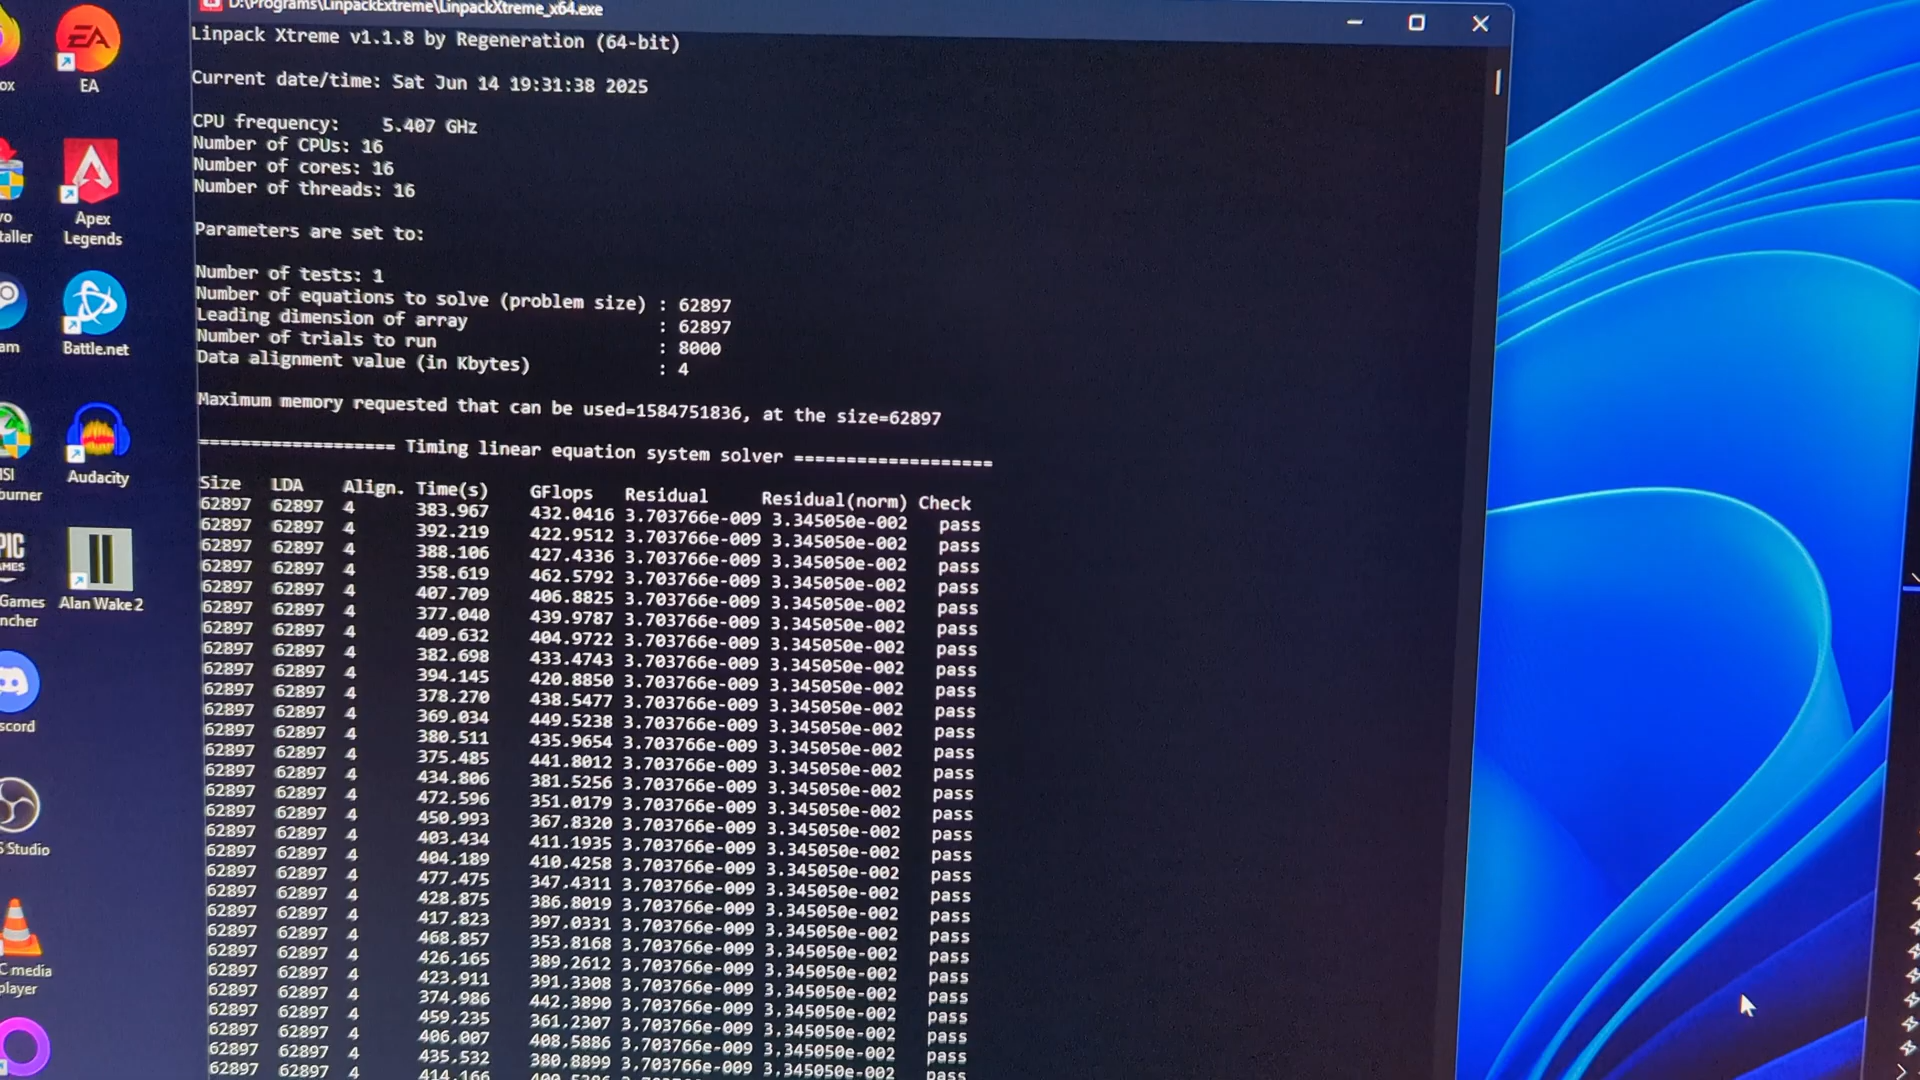 D:\Programs\LinpackExtreme\LinpackXtreme_x64.exe
Linpack Xtreme v1.1.8 by Regeneration (64-bit)
Current date/time: Sat Jun 14 19:31:38 2025
CPU frequency: 5.407 GHz
Number of CPUs: 16
Number of cores: 16
Number of threads: 16
Parameters are set to:
Number of tests: 1
Number of equations to solve (problem size) : 62897
Leading dimension of array : 62897
Number of trials to run : 8000
Data alignment value (in Kbytes) : 4
Maximum memory requested that can be used=1584751836, at the size=62897
=================== Timing linear equation system solver ===================
Size LDA Align. Time(s) GFlops Residual Residual(norm) Check
62897 62897 4 383.967 432.0416 3.703766e-009 3.345050e-002 pass
62897 62897 4 392.219 422.9512 3.703766e-009 3.345050e-002 pass
62897 62897 4 388.106 427.4336 3.703766e-009 3.345050e-002 pass
62897 62897 4 358.619 462.5792 3.703766e-009 3.345050e-002 pass
62897 62897 4 407.709 406.8825 3.703766e-009 3.345050e-002 pass
62897 62897 4 377.040 439.9787 3.703766e-009 3.345050e-002 pass
62897 62897 4 409.632 404.9722 3.703766e-009 3.345050e-002 pass
62897 62897 4 382.698 433.4743 3.703766e-009 3.345050e-002 pass
62897 62897 4 394.145 420.8850 3.703766e-009 3.345050e-002 pass
62897 62897 4 378.270 438.5477 3.703766e-009 3.345050e-002 pass
62897 62897 4 369.034 449.5238 3.703766e-009 3.345050e-002 pass
62897 62897 4 380.511 435.9654 3.703766e-009 3.345050e-002 pass
62897 62897 4 375.485 441.8012 3.703766e-009 3.345050e-002 pass
62897 62897 4 434.806 381.5256 3.703766e-009 3.345050e-002 pass
62897 62897 4 472.596 351.0179 3.703766e-009 3.345050e-002 pass
62897 62897 4 450.993 367.8320 3.703766e-009 3.345050e-002 pass
62897 62897 4 403.434 411.1935 3.703766e-009 3.345050e-002 pass
62897 62897 4 404.189 410.4258 3.703766e-009 3.345050e-002 pass
62897 62897 4 477.475 347.4311 3.703766e-009 3.345050e-002 pass
62897 62897 4 428.875 386.8019 3.703766e-009 3.345050e-002 pass
62897 62897 4 417.823 397.0331 3.703766e-009 3.345050e-002 pass
62897 62897 4 468.857 353.8168 3.703766e-009 3.345050e-002 pass
62897 62897 4 426.165 389.2612 3.703766e-009 3.345050e-002 pass
62897 62897 4 423.911 391.3308 3.703766e-009 3.345050e-002 pass
62897 62897 4 374.986 442.3890 3.703766e-009 3.345050e-002 pass
62897 62897 4 459.235 361.2307 3.703766e-009 3.345050e-002 pass
62897 62897 4 406.007 408.5886 3.703766e-009 3.345050e-002 pass
62897 62897 4 435.532 380.8899 3.703766e-009 3.345050e-002 pass
62897 62897 4 414.166 pass
ox
EA
EA
vo
taller
Apex
Legends
am
Battle.net
MSI
burner
Audacity
PIC
MES
Games
ncher
Alan Wake 2
scord
S Studio
C media
player